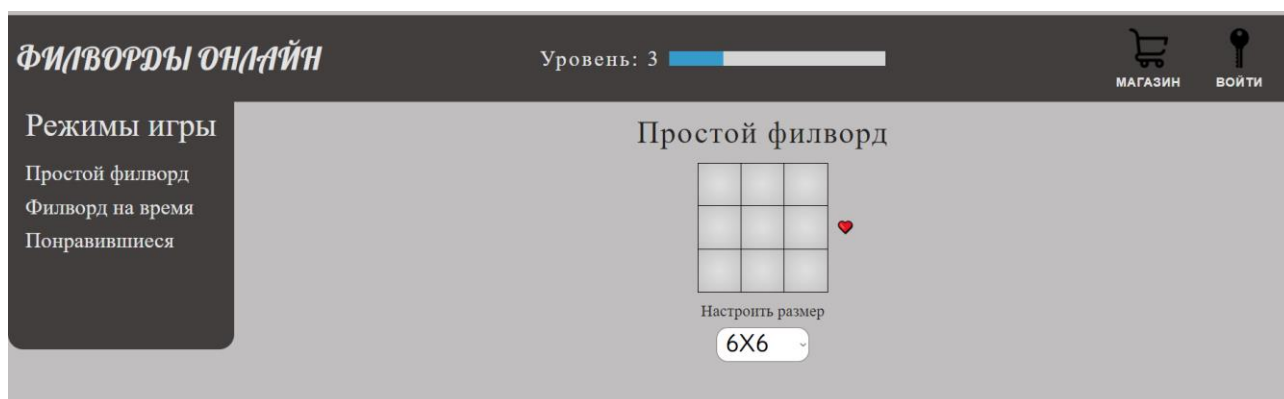 ФИЛВОРДЫ ОНЛАЙН
Уровень: 3
МАГАЗИН
ВОЙТИ
Режимы игры
Простой филворд
Филворд на время
Понравившиеся
Простой филворд
Настроить размер
6X6